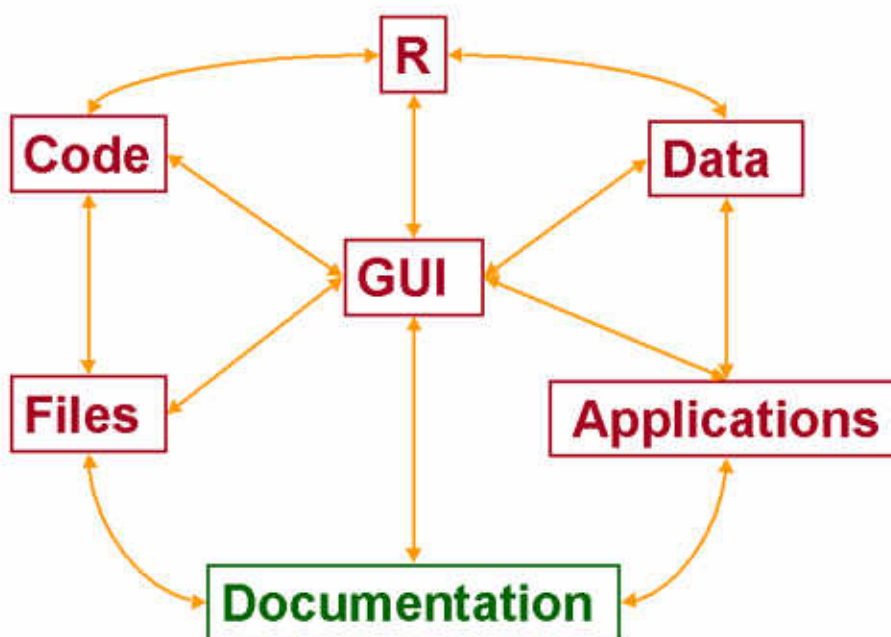 R
Code
Data
GUI
Files
Applications
Documentation